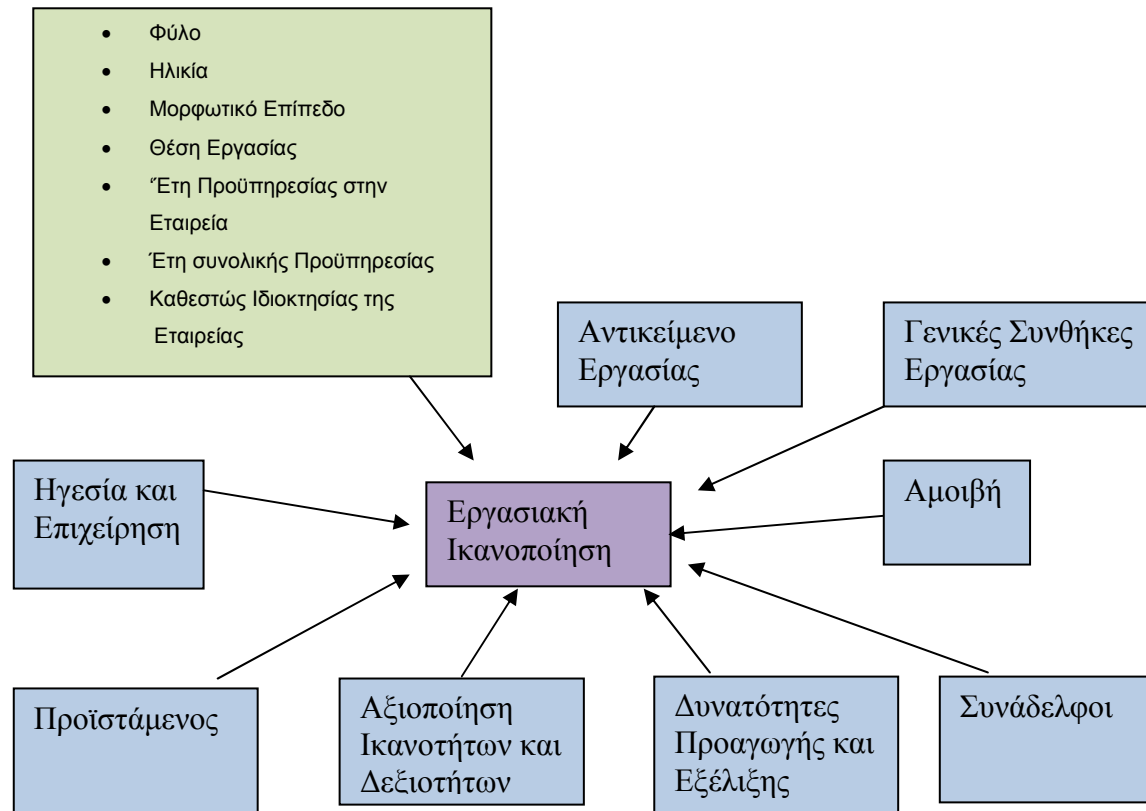 • Φύλο
• Ηλικία
• Μορφωτικό Επίπεδο
• Θέση Εργασίας
• Έτη Προϋπηρεσίας στην
Εταιρεία
• Έτη συνολικής Προϋπηρεσίας
• Καθεστώς Ιδιοκτησίας της
Εταιρείας
Αντικείμενο
Εργασίας
Γενικές Συνθήκες
Εργασίας
Ηγεσία και
Επιχείρηση
Εργασιακή
Ικανοποίηση
Αμοιβή
Προϊστάμενος
Αξιοποίηση
Ικανοτήτων και
Δεξιοτήτων
Δυνατότητες
Προαγωγής και
Εξέλιξης
Συνάδελφοι